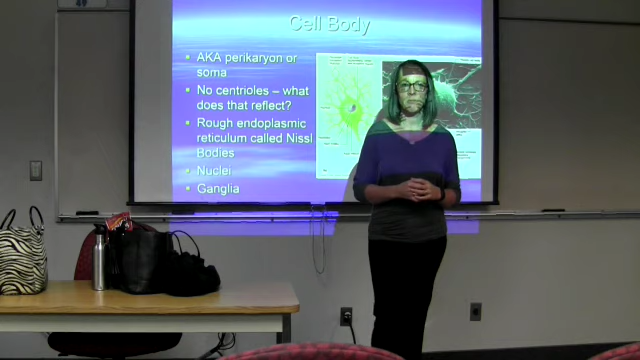 Cell Body
AKA perikaryon or
soma
No centrioles – what
does that reflect?
Rough endoplasmic
reticulum called Nissl
Bodies
Nuclei
Ganglia